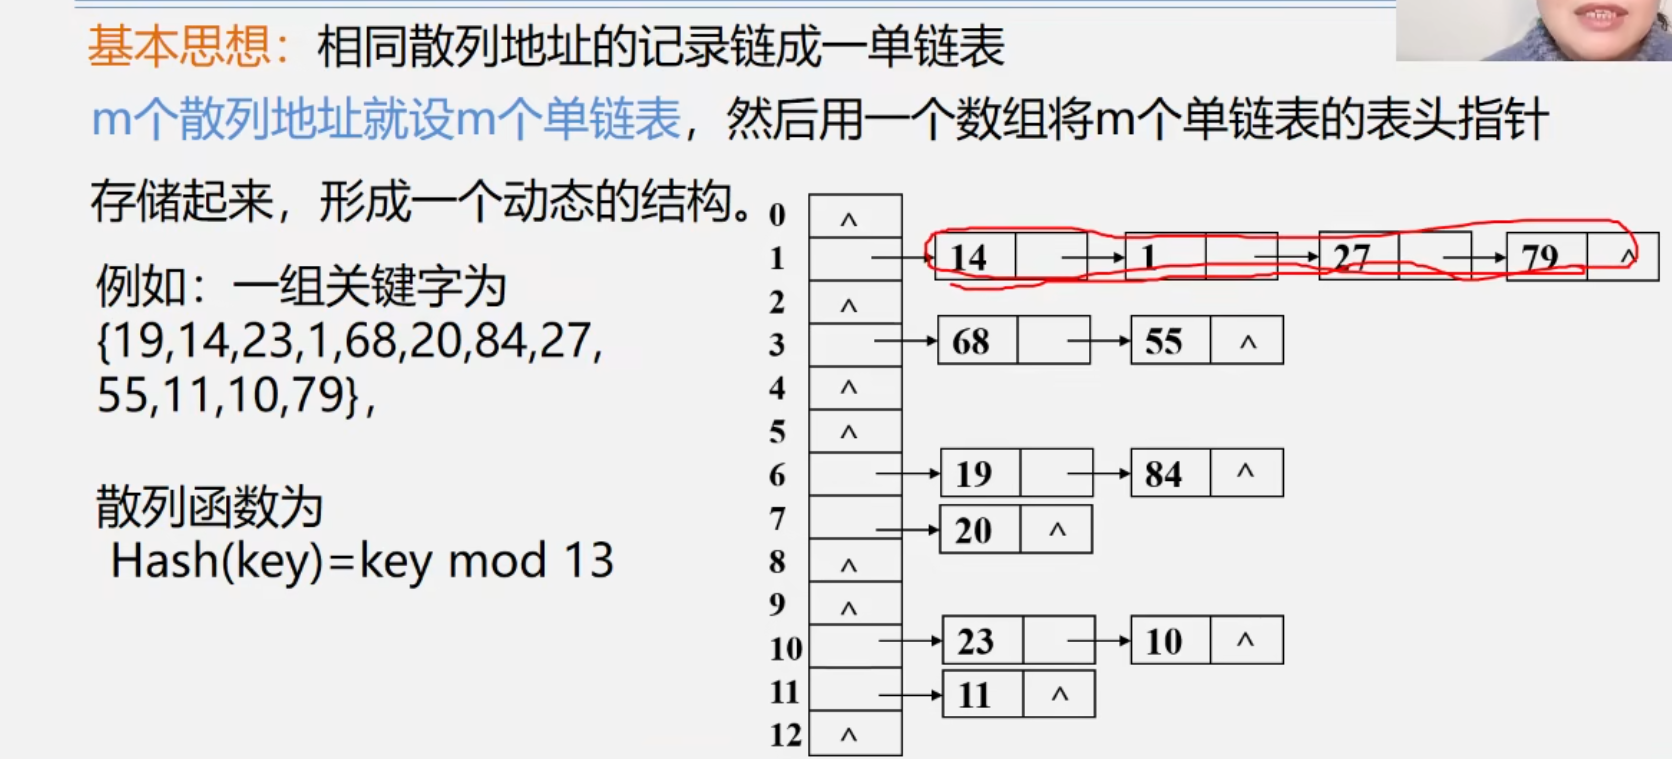 基本思想：相同散列地址的记录链成一单链表
m个散列地址就设m个单链表，然后用一个数组将m个单链表的表头指针
存储起来，形成一个动态的结构。
例如：一组关键字为
{19,14,23,1,68,20,84,27,
55,11,10,79},
散列函数为
Hash(key)=key mod 13
0 ^
1 14 1 27 79 ^
2 ^
3 68 55 ^
4 ^
5 ^
6 19 84 ^
7 20 ^
8 ^
9 ^
10 23 10 ^
11 11 ^
12 ^